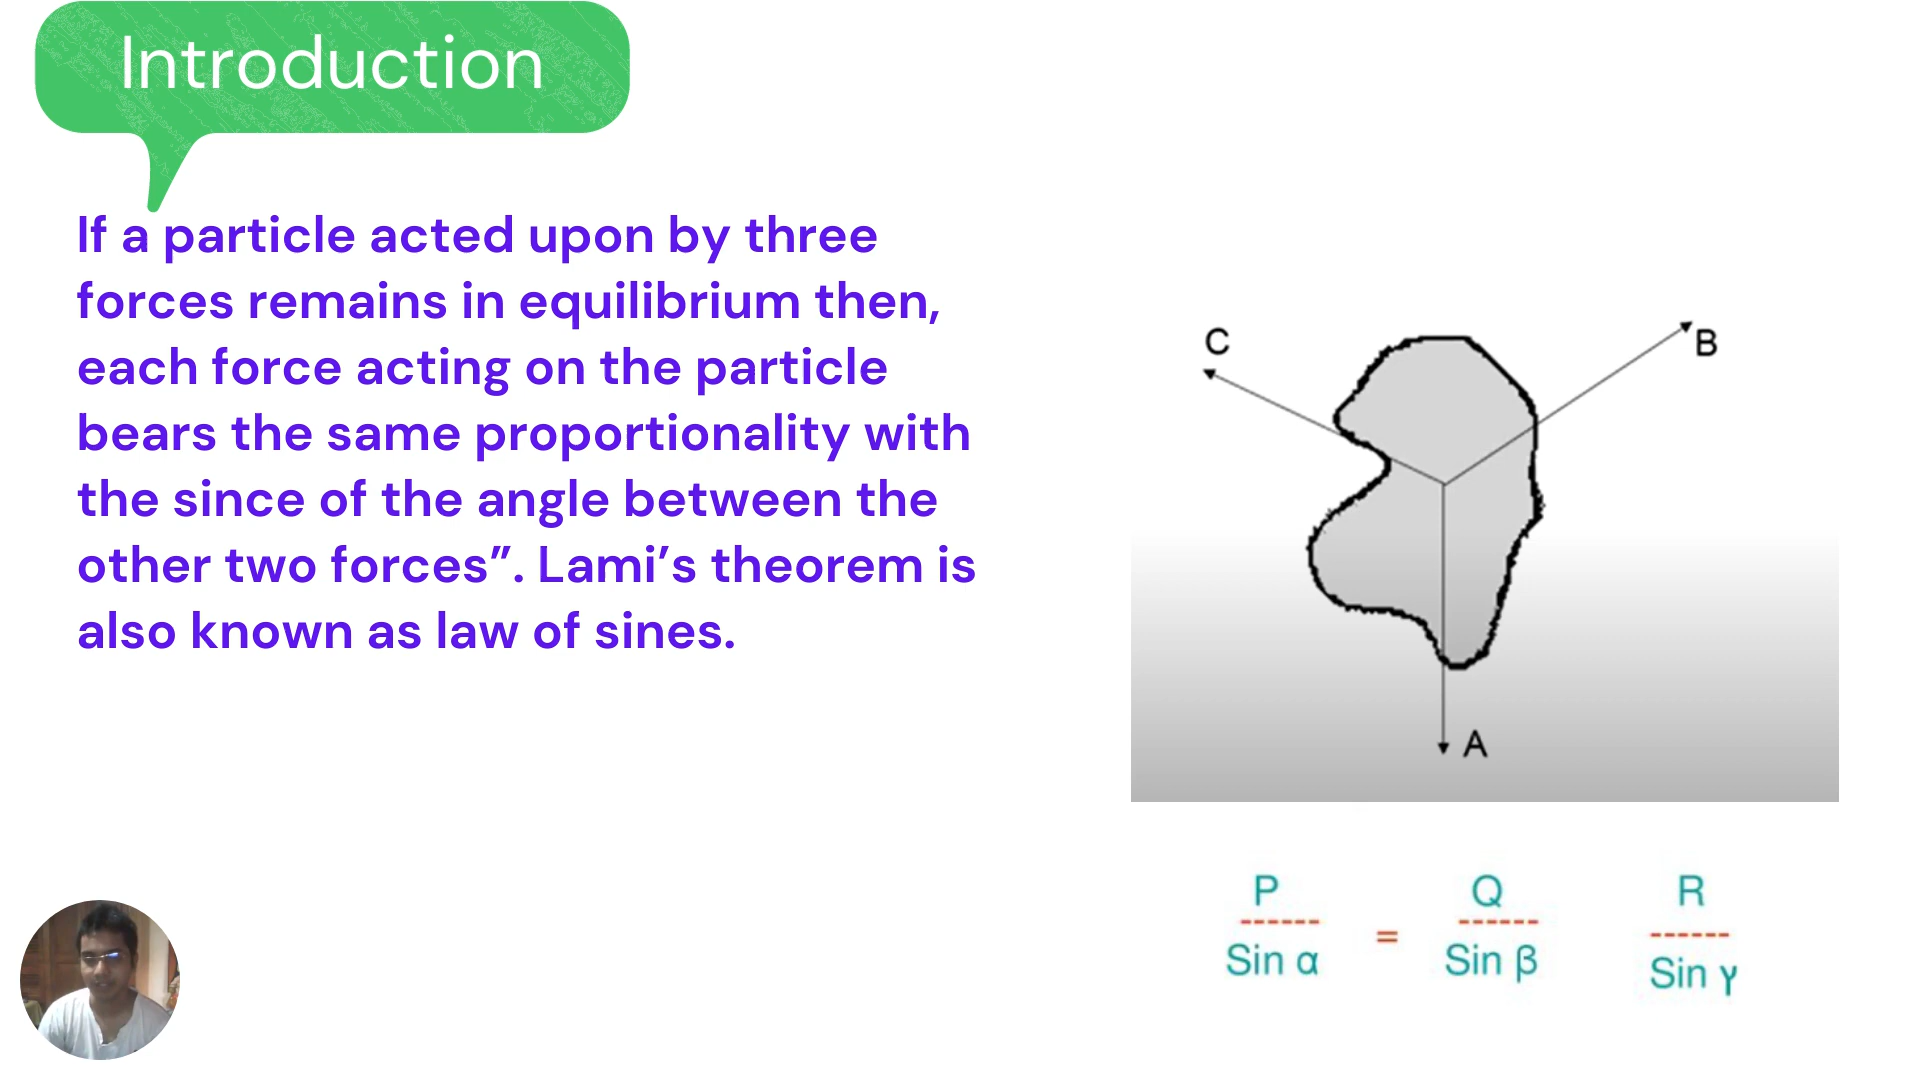 Introduction
If a particle acted upon by three
forces remains in equilibrium then,
each force acting on the particle
bears the same proportionality with
the since of the angle between the
other two forces”. Lami’s theorem is
also known as law of sines.
C
B
A
P Q R
------ = ------ ------
Sin α Sin β Sin γ